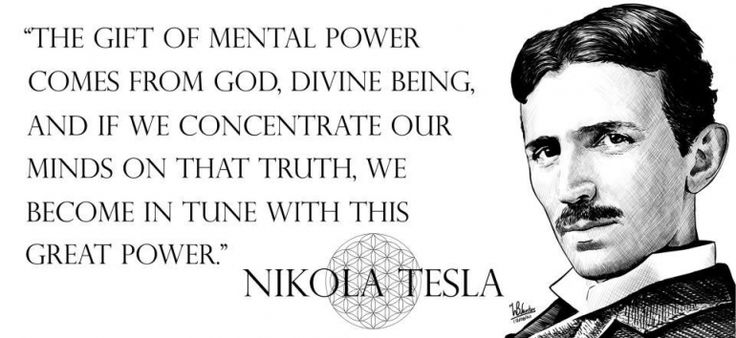 “THE GIFT OF MENTAL POWER
COMES FROM GOD, DIVINE BEING,
AND IF WE CONCENTRATE OUR
MINDS ON THAT TRUTH, WE
BECOME IN TUNE WITH THIS
GREAT POWER.”
NIKOLA TESLA